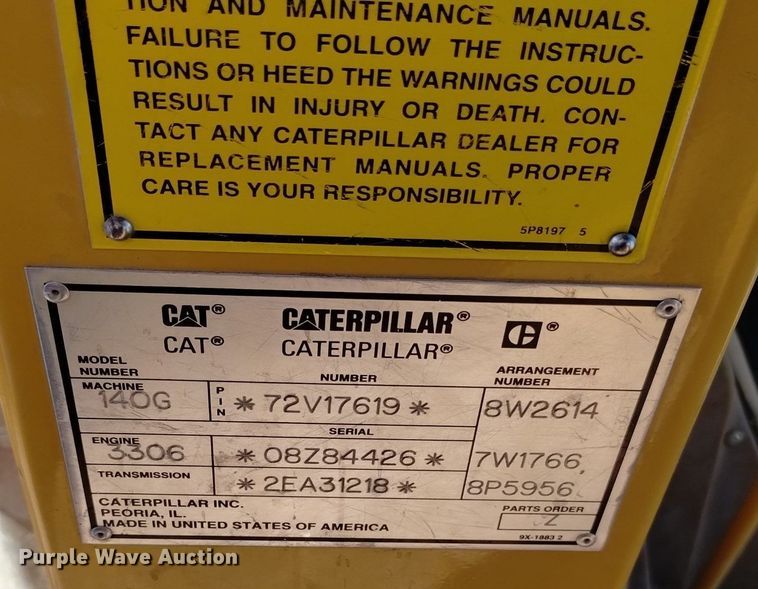 TION AND MAINTENANCE MANUALS.
FAILURE TO FOLLOW THE INSTRUC-
TIONS OR HEED THE WARNINGS COULD
RESULT IN INJURY OR DEATH. CON-
TACT ANY CATERPILLAR DEALER FOR
REPLACEMENT MANUALS. PROPER
CARE IS YOUR RESPONSIBILITY.
5P8197 5
CAT® CATERPILLAR® C®
CAT® CATERPILLAR®
MODEL NUMBER NUMBER ARRANGEMENT NUMBER
MACHINE
140G PIN *72V17619* 8W2614
SERIAL
ENGINE
3306 *08Z84426* 7W1766,
TRANSMISSION *2EA31218* 8P5956
CATERPILLAR INC.
PEORIA, IL.
MADE IN UNITED STATES OF AMERICA
PARTS ORDER
Z
9X-1883 2
Purple Wave Auction